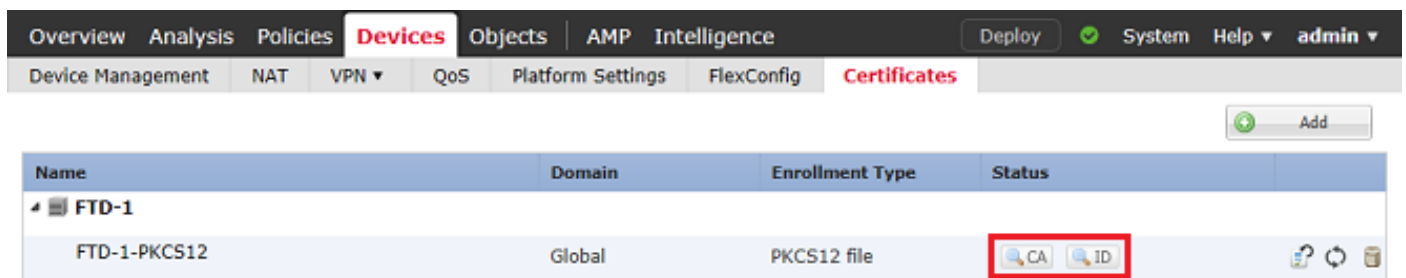 Overview Analysis Policies Devices Objects AMP Intelligence Deploy System Help admin
Device Management NAT VPN QoS Platform Settings FlexConfig Certificates
Add
Name Domain Enrollment Type Status
FTD-1
FTD-1-PKCS12 Global PKCS12 file CA ID